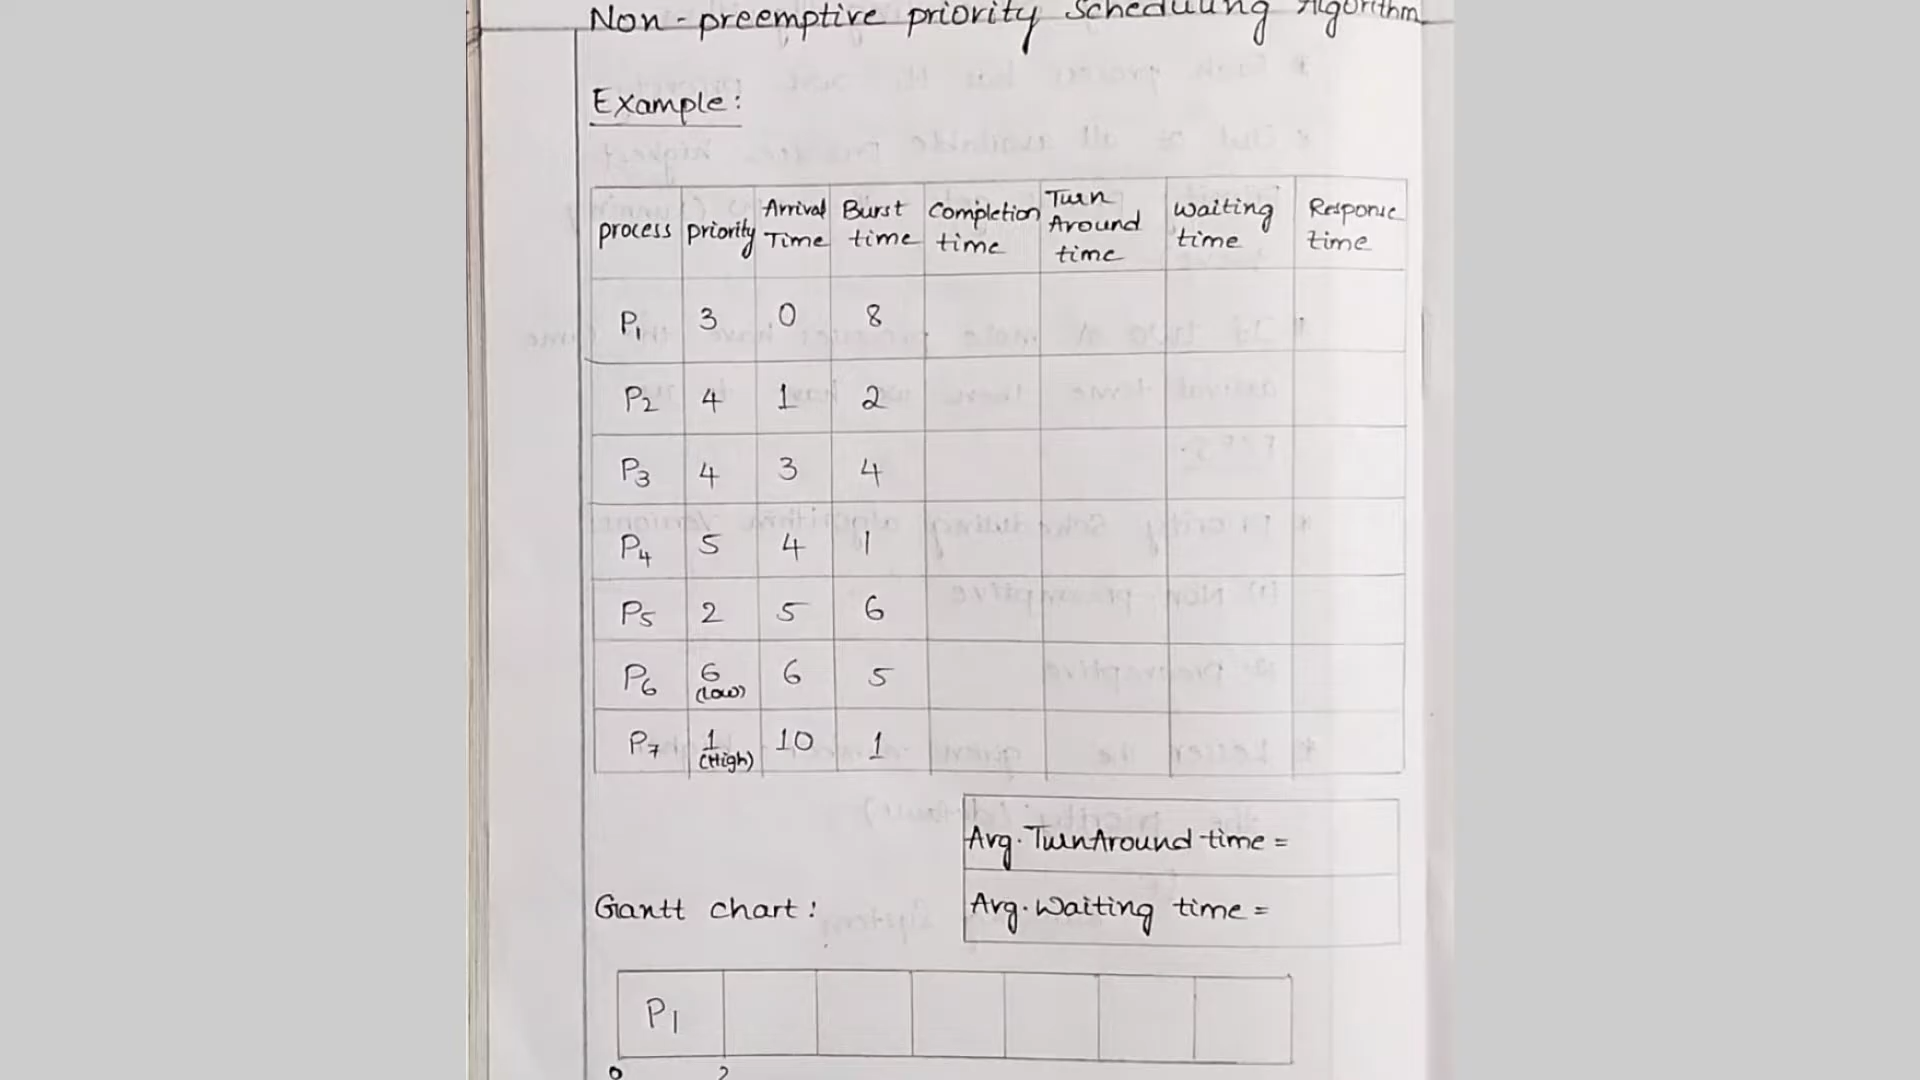 Non-preemptive priority Scheduling Algorithm
Example:
process priority Arrival Time Burst time Completion time Turn Around time Waiting time Response time
P1 3 0 8
P2 4 1 2
P3 4 3 4
P4 5 4 1
P5 2 5 6
P6 6 (Low) 6 5
P7 1 (High) 10 1
Avg. TurnAround time =
Gantt chart:
Avg. Waiting time =
P1
0